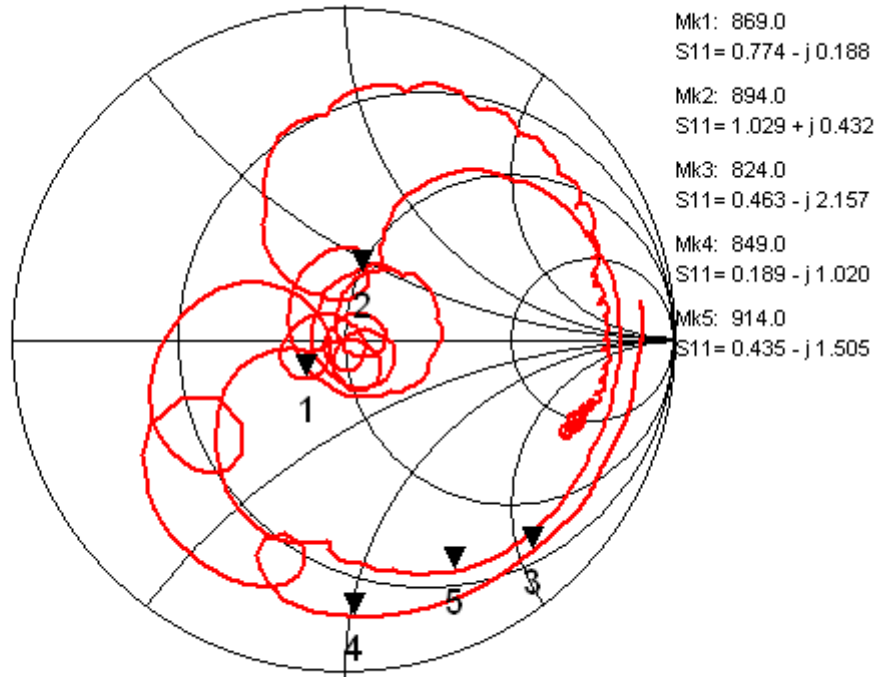 Mk1: 869.0
S11= 0.774 - j 0.188
Mk2: 894.0
S11= 1.029 + j 0.432
Mk3: 824.0
S11= 0.463 - j 2.157
Mk4: 849.0
S11= 0.189 - j 1.020
Mk5: 914.0
S11= 0.435 - j 1.505
2
1
3
5
4